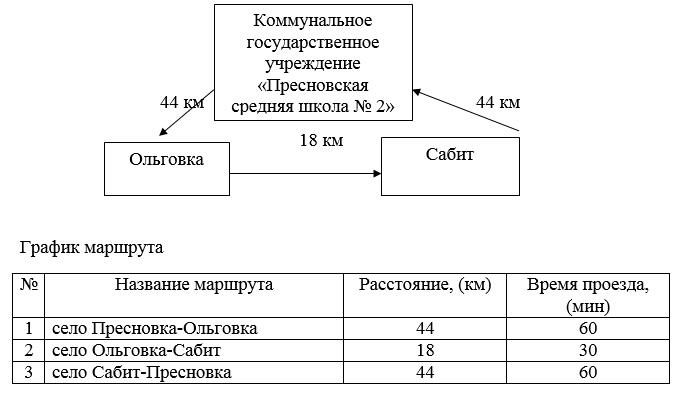 Коммунальное
государственное
учреждение
«Пресновская
средняя школа № 2»
44 км
44 км
18 км
Ольговка
Сабит
График маршрута
№ Название маршрута Расстояние, (км) Время проезда, (мин)
1 село Пресновка-Ольговка 44 60
2 село Ольговка-Сабит 18 30
3 село Сабит-Пресновка 44 60